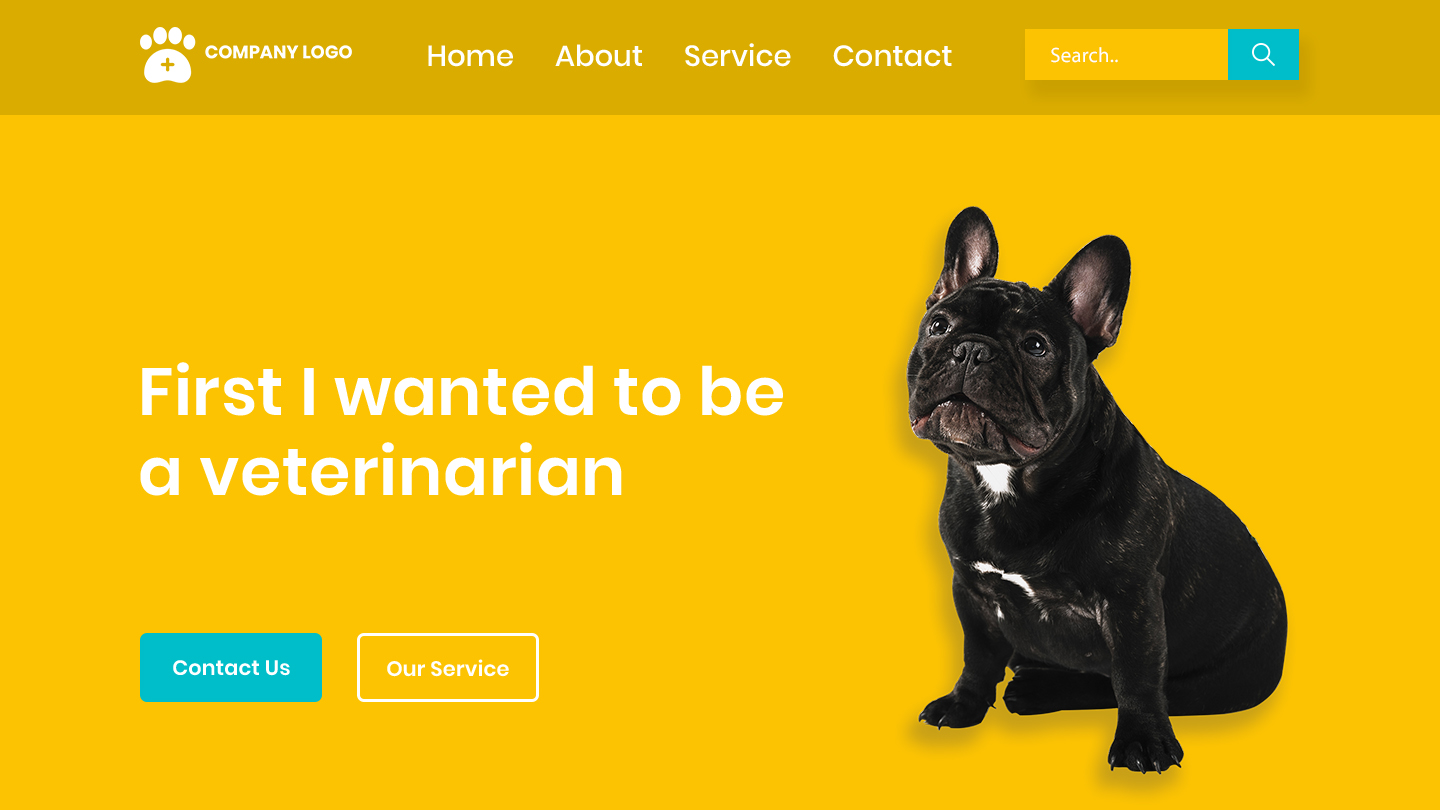 COMPANY LOGO
Home About Service Contact
Search..
First I wanted to be
a veterinarian
Contact Us
Our Service